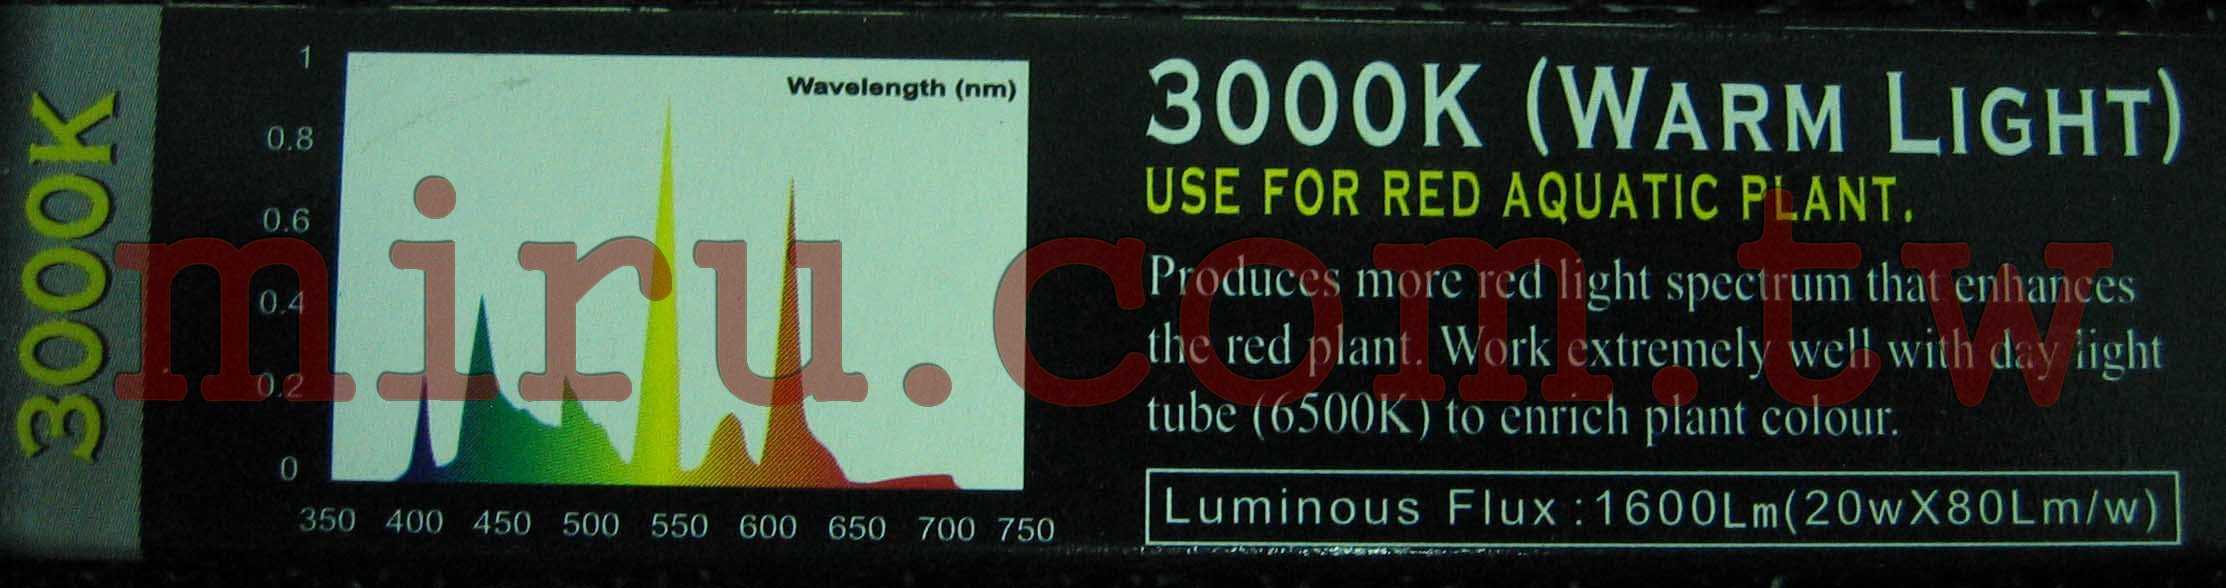 3000K
1
Wavelength (nm)
0.8
0.6
0.4
0.2
0
350 400 450 500 550 600 650 700 750
3000K (WARM LIGHT)
USE FOR RED AQUATIC PLANT.
Produces more red light spectrum that enhances
the red plant. Work extremely well with day light
tube (6500K) to enrich plant colour.
Luminous Flux:1600Lm(20wX80Lm/w)
miru.com.tw